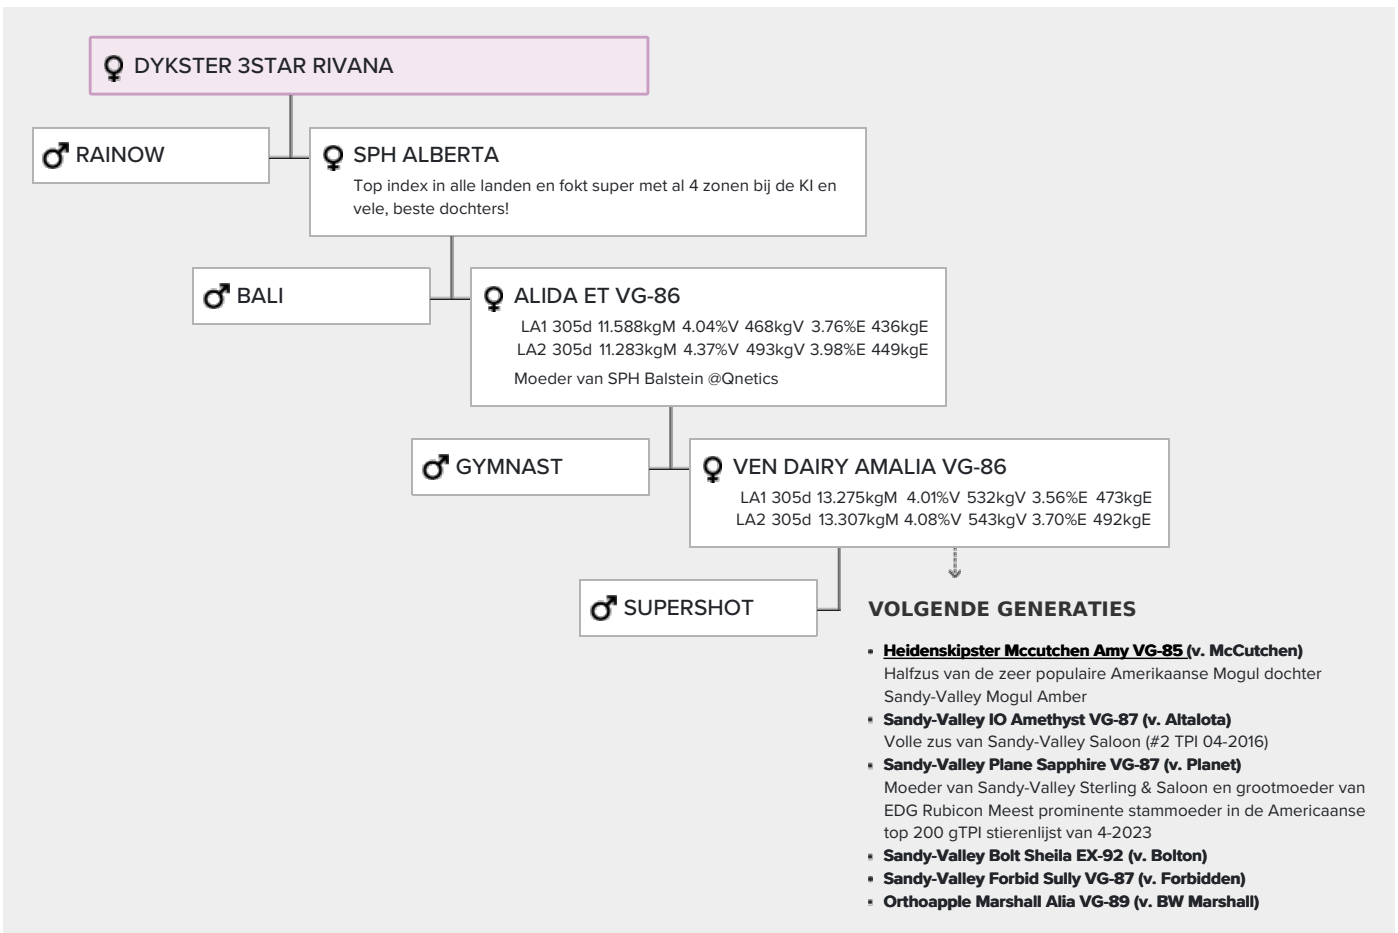 DYKSTER 3STAR RIVANA
RAINOW
SPH ALBERTA
Top index in alle landen en fokt super met al 4 zonen bij de KI en
vele, beste dochters!
BALI
ALIDA ET VG-86
LA1 305d 11.588kgM 4.04%V 468kgV 3.76%E 436kgE
LA2 305d 11.283kgM 4.37%V 493kgV 3.98%E 449kgE
Moeder van SPH Balstein @Qnetics
GYMNAST
VEN DAIRY AMALIA VG-86
LA1 305d 13.275kgM 4.01%V 532kgV 3.56%E 473kgE
LA2 305d 13.307kgM 4.08%V 543kgV 3.70%E 492kgE
SUPERSHOT
VOLGENDE GENERATIES
Heidenskipster Mccutchen Amy VG-85 (v. McCutchen)
Halfzus van de zeer populaire Amerikaanse Mogul dochter
Sandy-Valley Mogul Amber
Sandy-Valley IO Amethyst VG-87 (v. Altalota)
Volle zus van Sandy-Valley Saloon (#2 TPI 04-2016)
Sandy-Valley Plane Sapphire VG-87 (v. Planet)
Moeder van Sandy-Valley Sterling & Saloon en grootmoeder van
EDG Rubicon Meest prominente stammoeder in de Americaanse
top 200 gTPI stierenlijst van 4-2023
Sandy-Valley Bolt Sheila EX-92 (v. Bolton)
Sandy-Valley Forbid Sully VG-87 (v. Forbidden)
Orthoapple Marshall Alia VG-89 (v. BW Marshall)